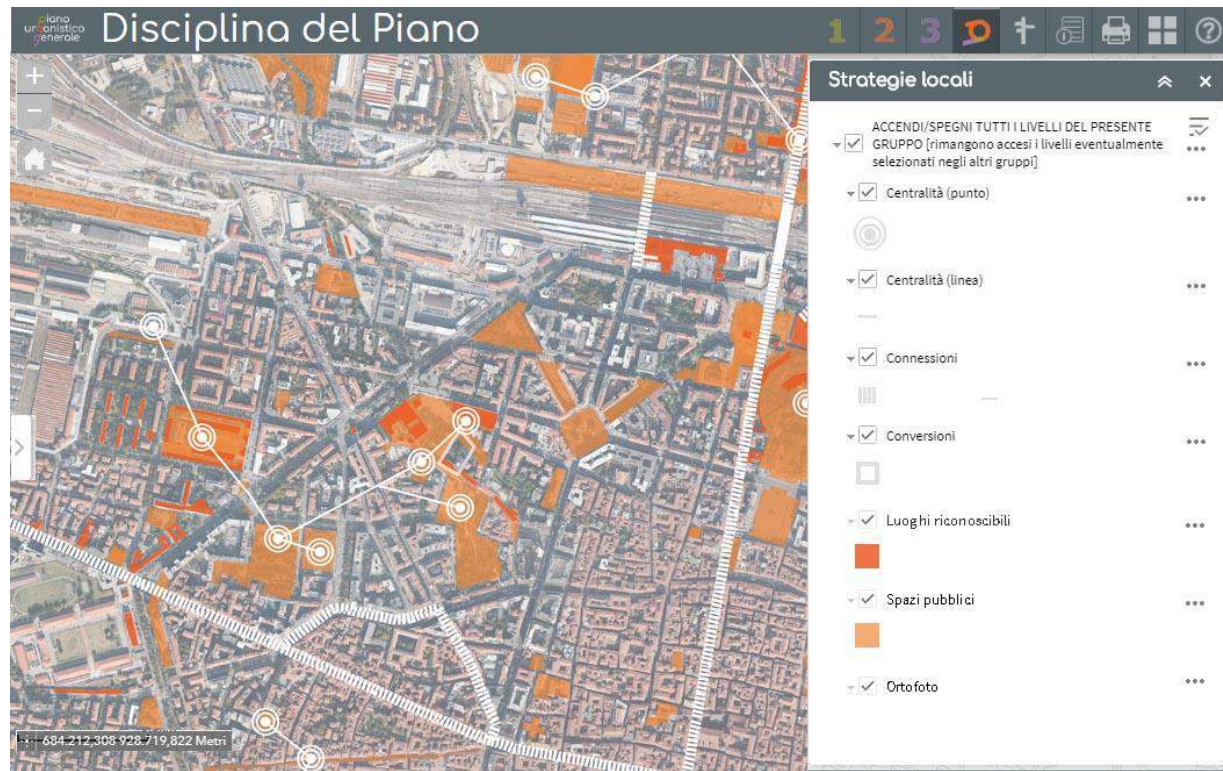 piano
urbanistico
generale
Disciplina del Piano
1 2 3
Strategie locali
ACCENDI/SPEGNI TUTTI I LIVELLI DEL PRESENTE
GRUPPO [rimangono accesi i livelli eventualmente
selezionati negli altri gruppi]
Centralità (punto)
Centralità (linea)
Connessioni
Conversioni
Luoghi riconoscibili
Spazi pubblici
Ortofoto
684.212,308 928.719,822 Metri